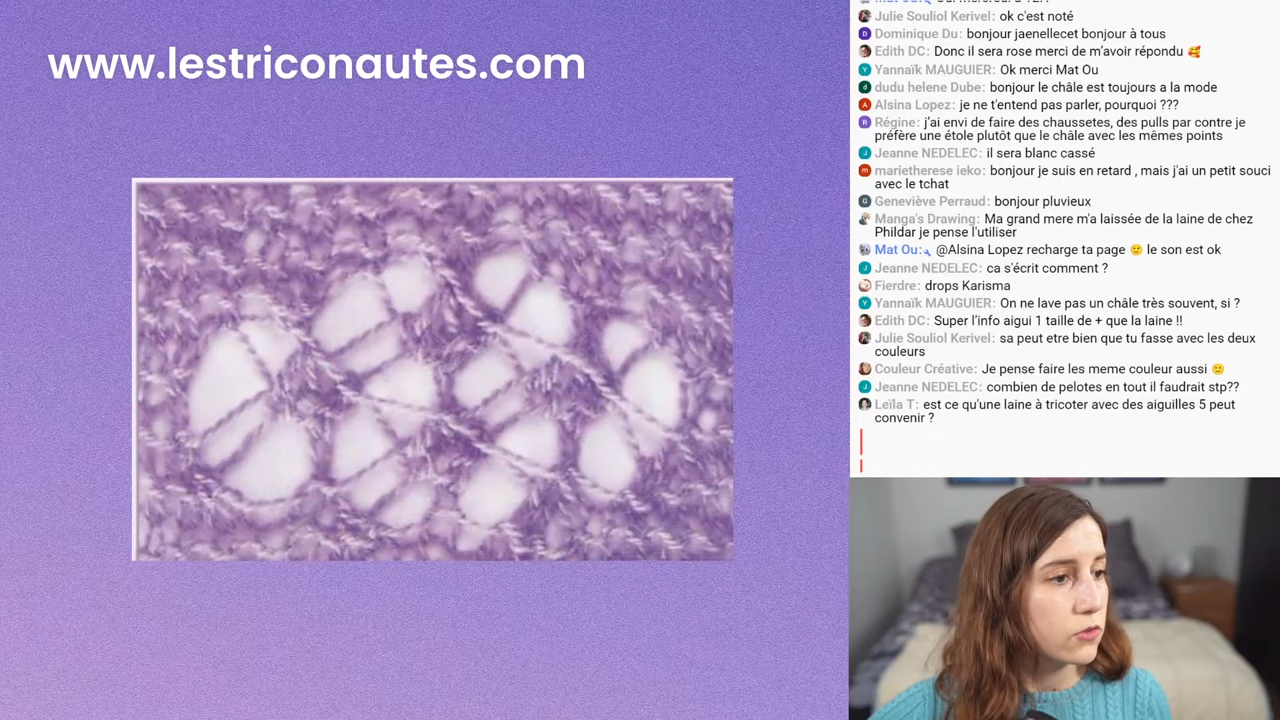 www.lestriconautes.com
Julie Souliol Kerivel: ok c'est noté
Dominique Du: bonjour jaenellecet bonjour à tous
Edith DC: Donc il sera rose merci de m'avoir répondu 🥰
Yannaïk MAUGUIER: Ok merci Mat Ou
dudu helene Dube: bonjour le châle est toujours a la mode
Alsina Lopez: je ne t'entend pas parler, pourquoi ???
Régine: j'ai envi de faire des chaussetes, des pulls par contre je
préfère une étole plutôt que le châle avec les mêmes points
Jeanne NEDELEC: il sera blanc cassé
marietherese ieko: bonjour je suis en retard , mais j'ai un petit souci
avec le tchat
Geneviève Perraud: bonjour pluvieux
Manga's Drawing: Ma grand mere m'a laissée de la laine de chez
Phildar je pense l'utiliser
Mat Ou: @Alsina Lopez recharge ta page 🙂 le son est ok
Jeanne NEDELEC: ca s'écrit comment ?
Fierdre: drops Karisma
Yannaïk MAUGUIER: On ne lave pas un châle très souvent, si ?
Edith DC: Super l'info aigui 1 taille de + que la laine !!
Julie Souliol Kerivel: sa peut etre bien que tu fasse avec les deux
couleurs
Couleur Créative: Je pense faire les meme couleur aussi 🙂
Jeanne NEDELEC: combien de pelotes en tout il faudrait stp??
Leïla T: est ce qu'une laine à tricoter avec des aiguilles 5 peut
convenir ?